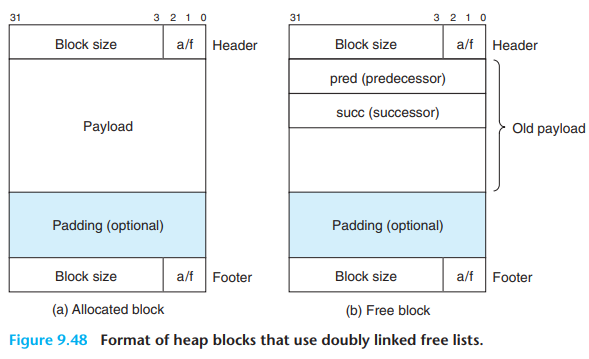 31 3 2 1 0 31 3 2 1 0
Block size a/f Header Block size a/f Header
pred (predecessor)
succ (successor)
Payload Old payload
Padding (optional) Padding (optional)
Block size a/f Footer Block size a/f Footer
(a) Allocated block (b) Free block
Figure 9.48 Format of heap blocks that use doubly linked free lists.